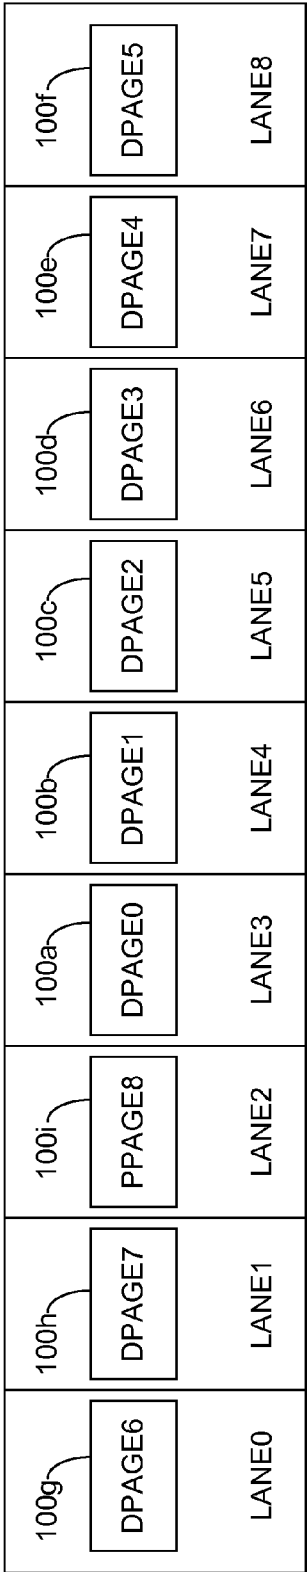 100g 100h 100i 100a 100b 100c 100d 100e 100f
DPAGE6 DPAGE7 PPAGE8 DPAGE0 DPAGE1 DPAGE2 DPAGE3 DPAGE4 DPAGE5
LANE0 LANE1 LANE2 LANE3 LANE4 LANE5 LANE6 LANE7 LANE8